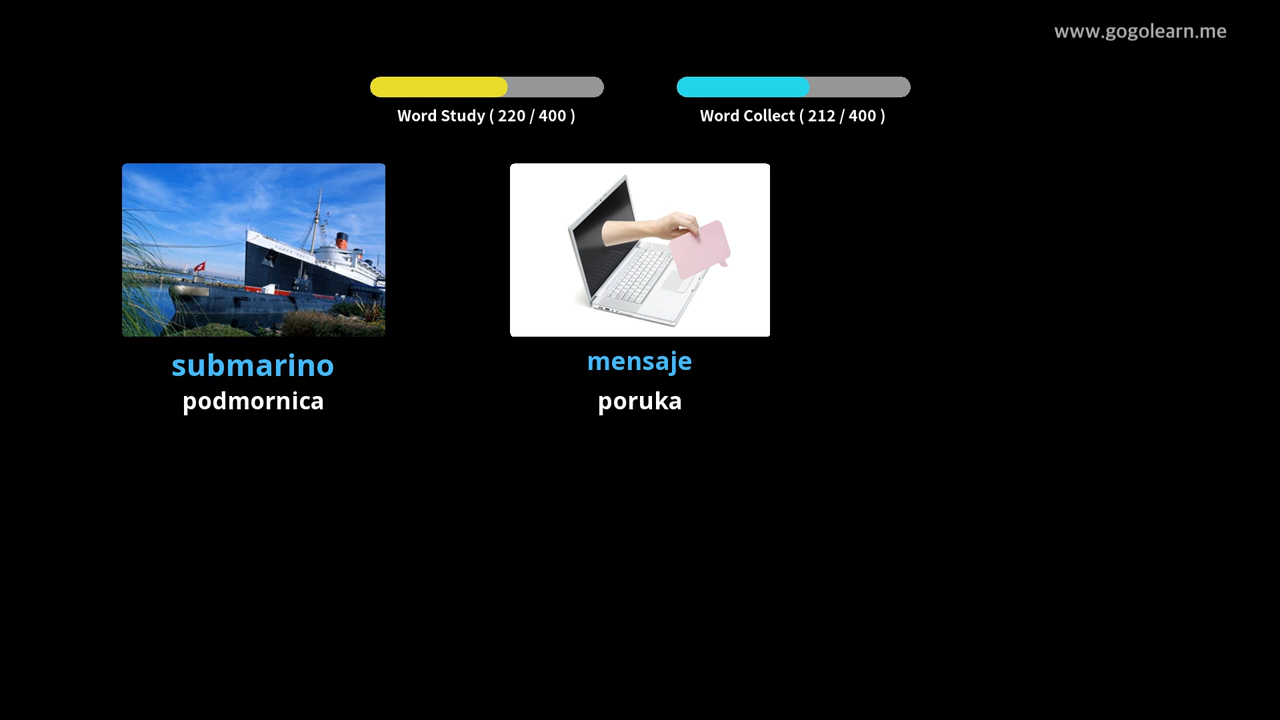 www.gogolearn.me
Word Study ( 220 / 400 )
Word Collect ( 212 / 400 )
submarino
podmornica
mensaje
poruka